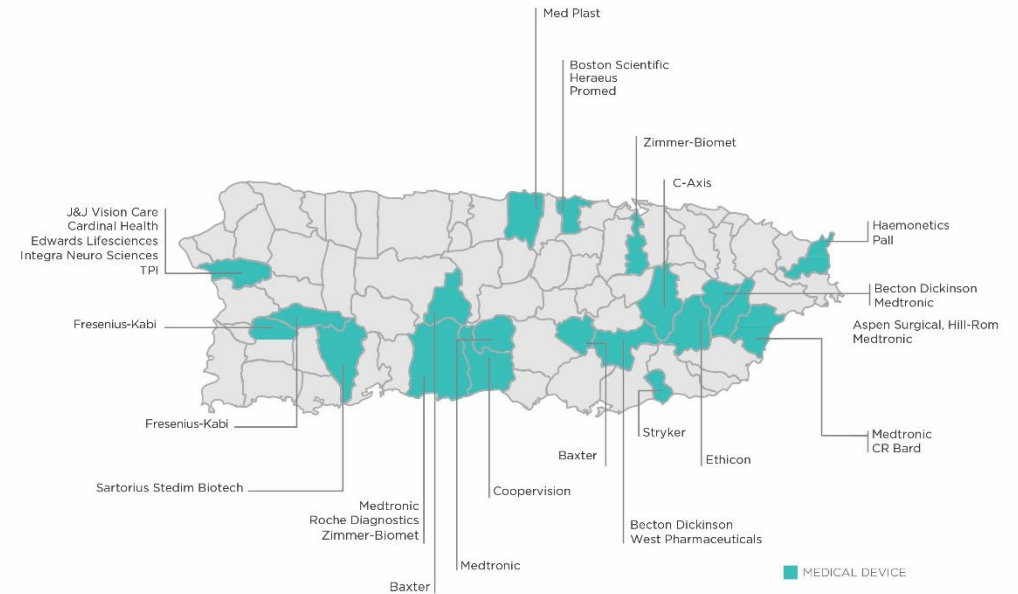 Med Plast
Boston Scientific
Heraeus
Promed
Zimmer-Biomet
C-Axis
J&J Vision Care
Cardinal Health
Edwards Lifesciences
Integra Neuro Sciences
TPI
Haemonetics
Pall
Becton Dickinson
Medtronic
Fresenius-Kabi
Aspen Surgical, Hill-Rom
Medtronic
Fresenius-Kabi
Stryker
Medtronic
CR Bard
Baxter
Ethicon
Sartorius Stedim Biotech
Coopervision
Medtronic
Roche Diagnostics
Zimmer-Biomet
Becton Dickinson
West Pharmaceuticals
Medtronic
Baxter
MEDICAL DEVICE